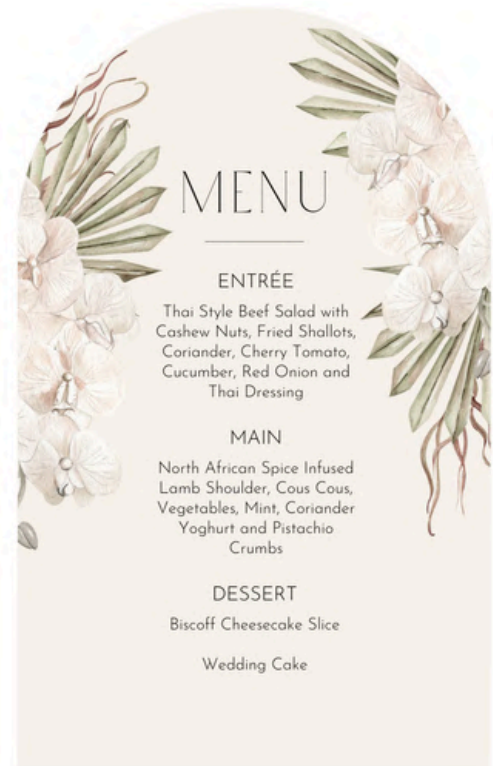 MENU
ENTRÉE
Thai Style Beef Salad with
Cashew Nuts, Fried Shallots,
Coriander, Cherry Tomato,
Cucumber, Red Onion and
Thai Dressing
MAIN
North African Spice Infused
Lamb Shoulder, Cous Cous,
Vegetables, Mint, Coriander
Yoghurt and Pistachio
Crumbs
DESSERT
Biscoff Cheesecake Slice
Wedding Cake